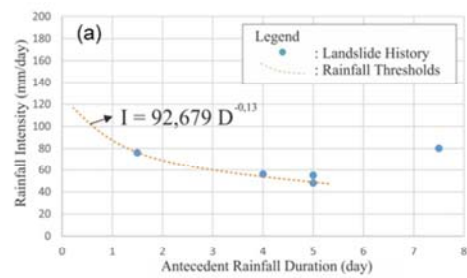 (a)
Legend
: Landslide History
: Rainfall Thresholds
I = 92,679 D^-0,13
Rainfall Intensity (mm/day)
200
180
160
140
120
100
80
60
40
20
0
0 1 2 3 4 5 6 7 8
Antecedent Rainfall Duration (day)